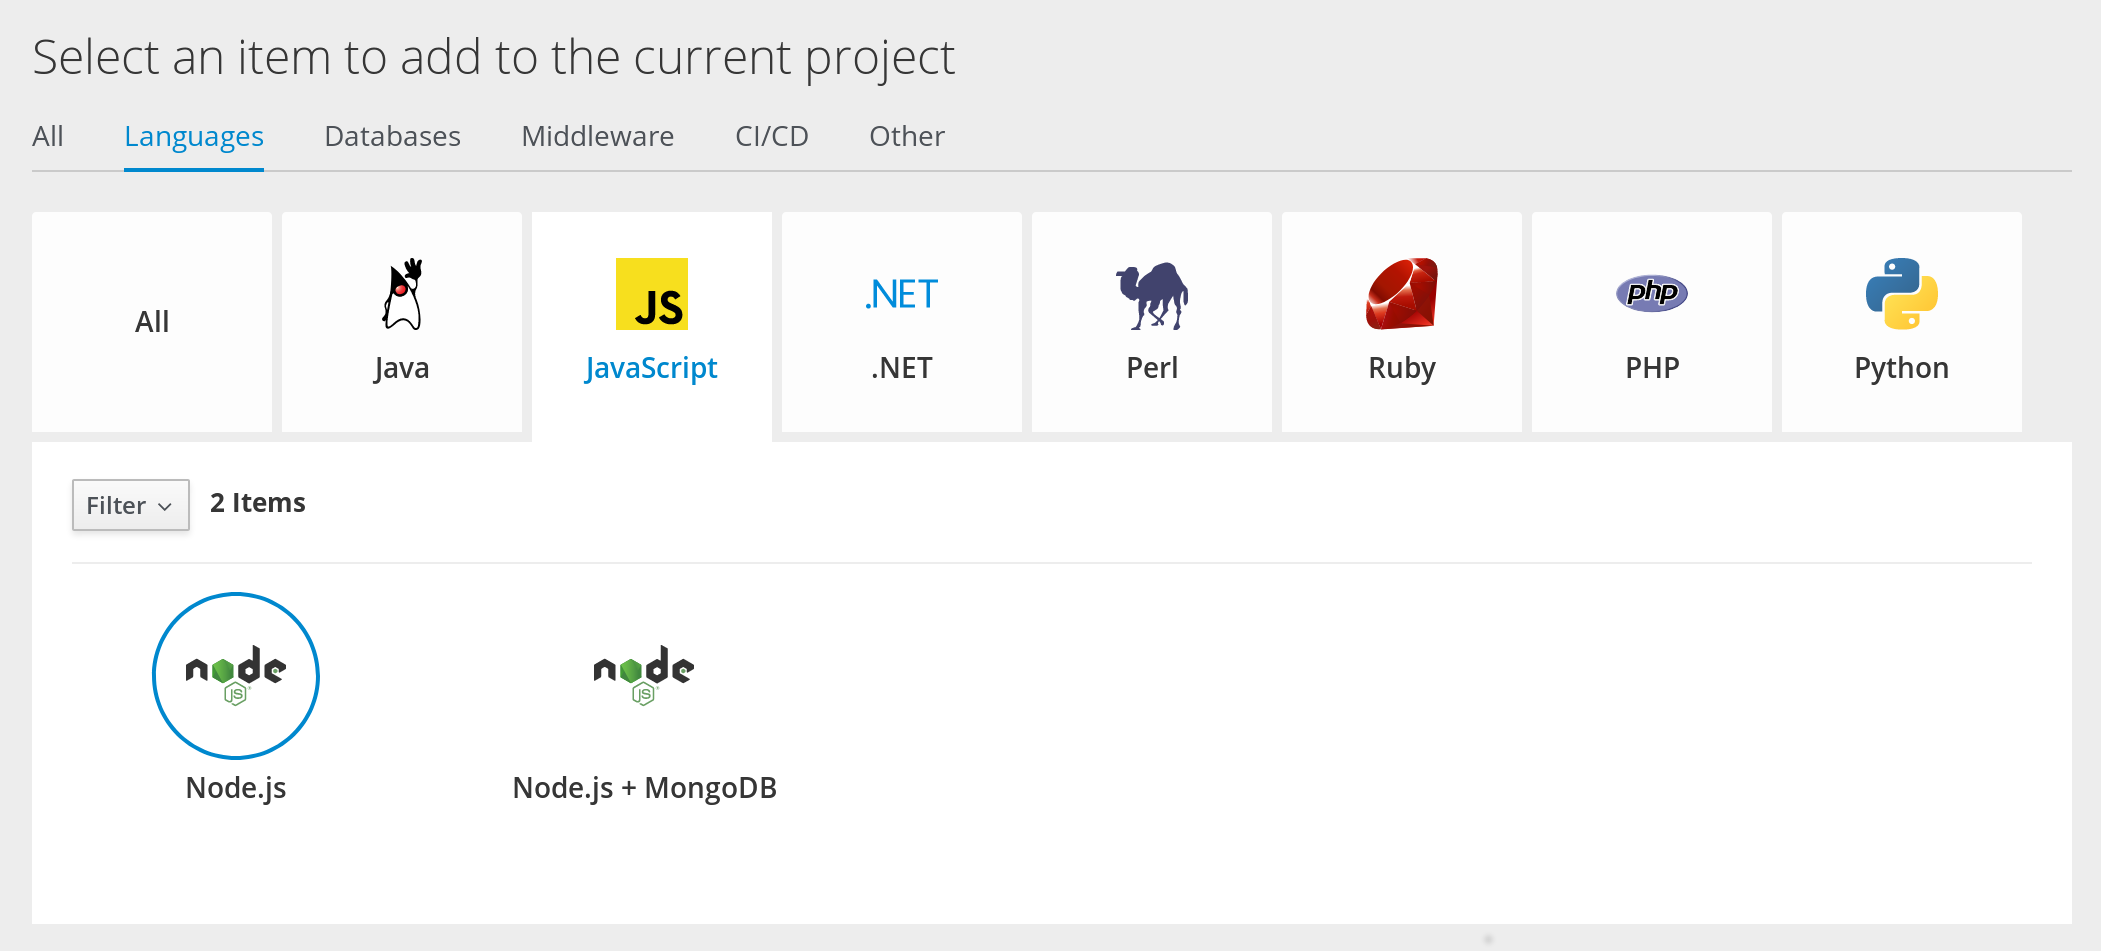 Select an item to add to the current project
All Languages Databases Middleware CI/CD Other
JS .NET php
All Java JavaScript .NET Perl Ruby PHP Python
Filter 2 Items
node node
JS JS
Node.js Node.js + MongoDB